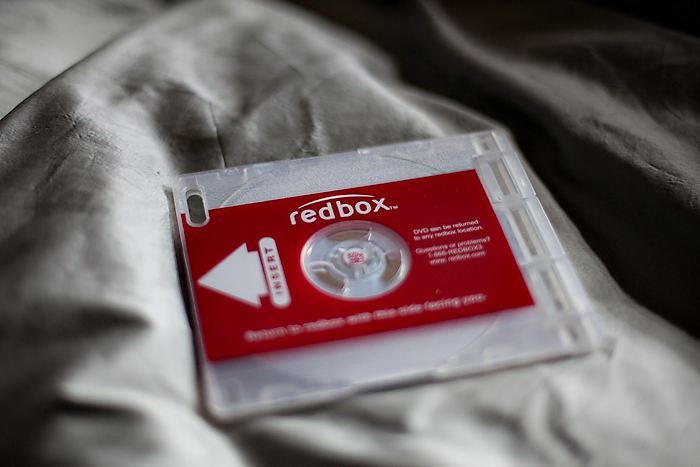 redbox™
DVD can be returned
to any redbox location.
Questions or problems?
1-866-REDBOX3
www.redbox.com
INSERT
Return to redbox with this side facing you.